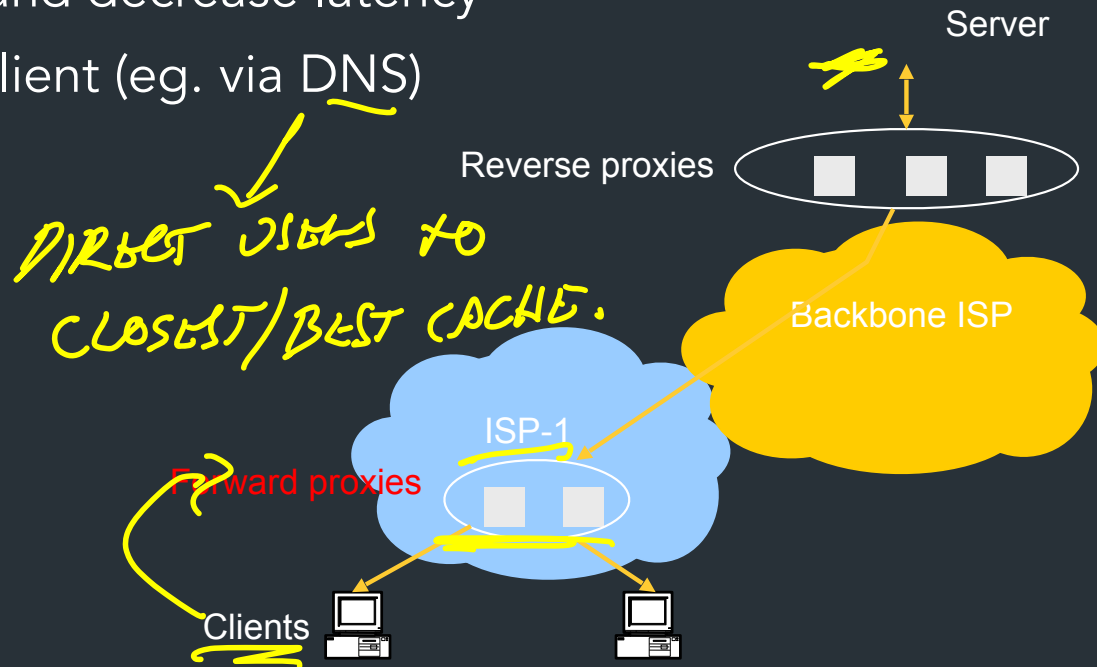 and decrease latency
lient (eg. via DNS)
Server
Reverse proxies
DIRECT USERS TO
CLOSEST/BEST CACHE.
Backbone ISP
ISP-1
Forward proxies
Clients